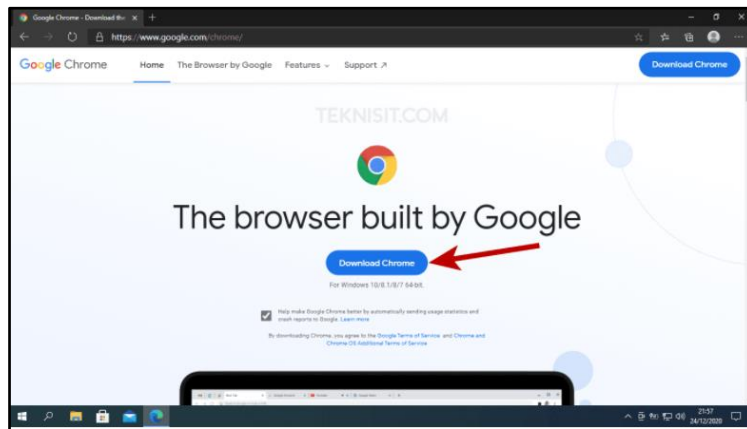 Google Chrome - Download the
https://www.google.com/chrome/
Google Chrome Home The Browser by Google Features Support Download Chrome
TEKNISIT.COM
The browser built by Google
Download Chrome
For Windows 10/8.1/8/7 64-bit.
Help make Google Chrome better by automatically sending usage statistics and
crash reports to Google. Learn more
By downloading Chrome, you agree to the Google Terms of Service and Chrome and
Chrome OS Additional Terms of Service
21:57
24/12/2020